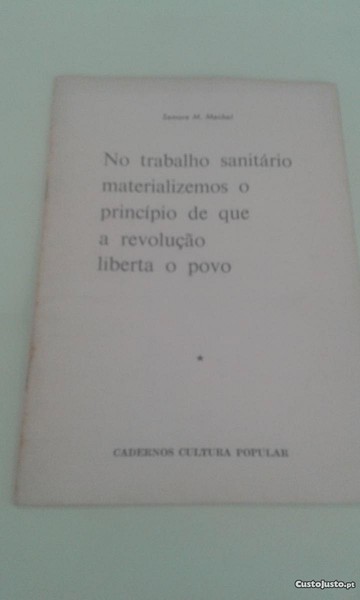 Samora M. Machel
No trabalho sanitário
materializemos o
princípio de que
a revolução
liberta o povo
*
CADERNOS CULTURA POPULAR
CustoJusto.pt